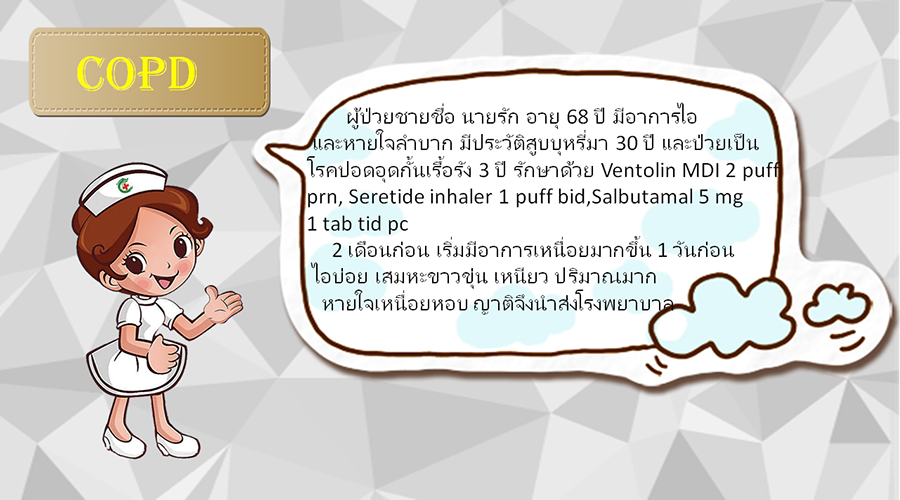 COPD
ผู้ป่วยชายชื่อ นายรัก อายุ 68 ปี มีอาการไอ
และหายใจลำบาก มีประวัติสูบบุหรี่มา 30 ปี และป่วยเป็น
โรคปอดอุดกั้นเรื้อรัง 3 ปี รักษาด้วย Ventolin MDI 2 puff
prn, Seretide inhaler 1 puff bid,Salbutamal 5 mg
1 tab tid pc
2 เดือนก่อน เริ่มมีอาการเหนื่อยมากขึ้น 1 วันก่อน
ไอบ่อย เสมหะขาวขุ่น เหนียว ปริมาณมาก
หายใจเหนื่อยหอบ ญาติจึงนำส่งโรงพยาบาล